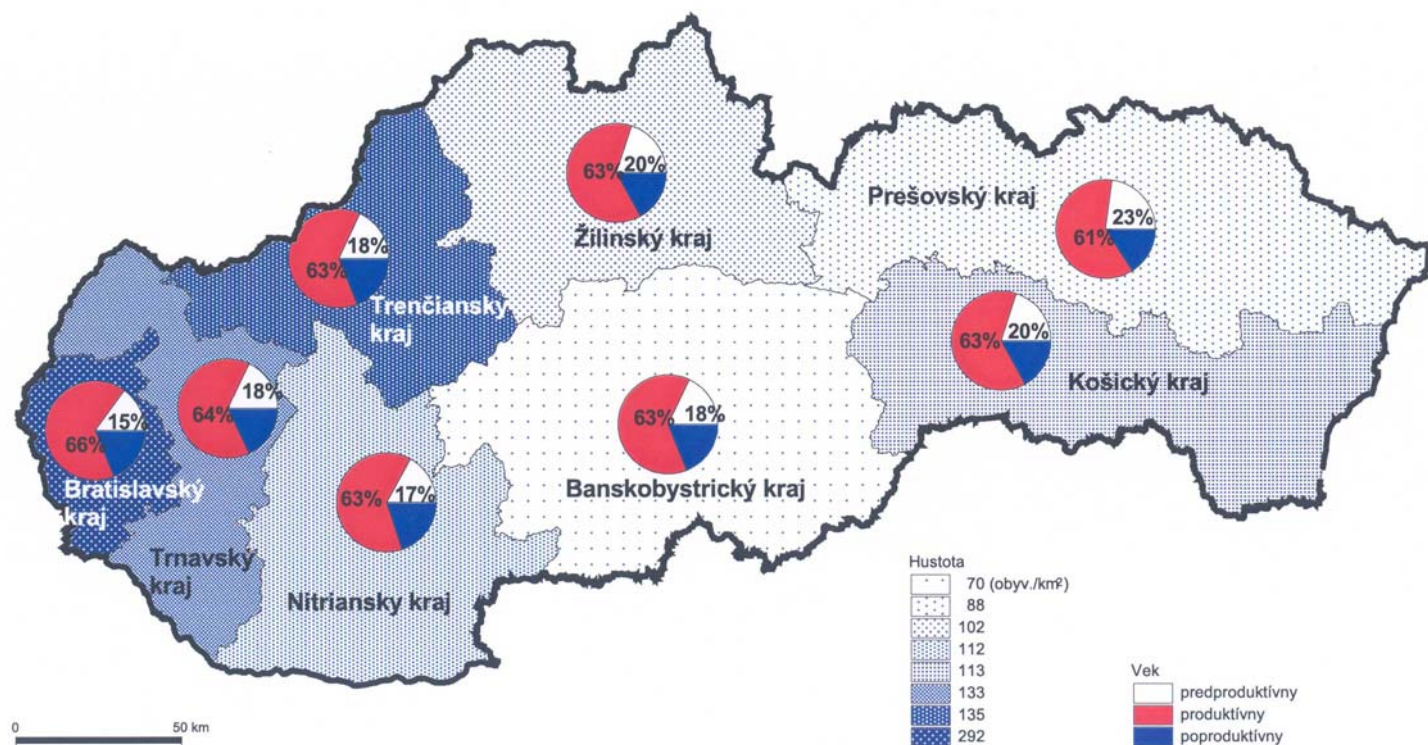 63%
20%
Žilinský kraj
Prešovský kraj
23%
61%
18%
63%
Trenčiansky
kraj
20%
63%
Košický kraj
18%
64%
15%
66%
Bratislavský
kraj
63%
18%
Banskobystrický kraj
63%
17%
Trnavský
kraj
Nitriansky kraj
Hustota
70 (obyv./km²)
88
102
112
113
133
135
292
Vek
predproduktívny
produktívny
poproduktívny
0
50 km